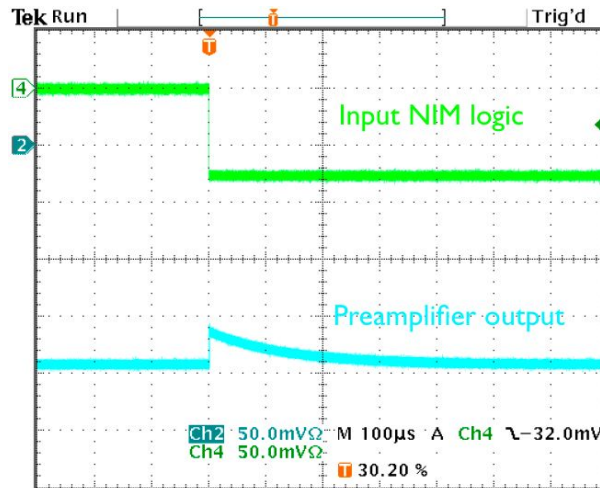 Tek Run Trig'd
T
T
4
Input NIM logic
2
Preamplifier output
Ch2 50.0mVΩ M 100µs A Ch4 ꓶ-32.0mV
Ch4 50.0mVΩ
T 30.20 %